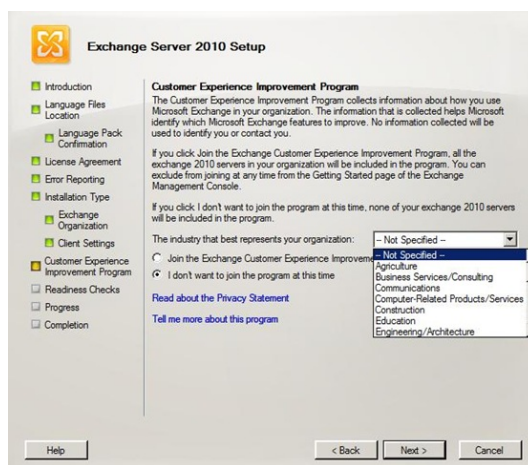 Exchange Server 2010 Setup
Introduction
Language Files
Location
Language Pack
Confirmation
License Agreement
Error Reporting
Installation Type
Exchange
Organization
Client Settings
Customer Experience
Improvement Program
Readiness Checks
Progress
Completion
Customer Experience Improvement Program
The Customer Experience Improvement Program collects information about how you use
Microsoft Exchange in your organization. The information that is collected helps Microsoft
identify which Microsoft Exchange features to improve. No information collected will be
used to identify you or contact you.
If you click Join the Exchange Customer Experience Improvement Program, all the
exchange 2010 servers in your organization will be included in the program. You can
exclude from joining at any time from the Getting Started page of the Exchange
Management Console.
If you click I don't want to join the program at this time, none of your exchange 2010 servers
will be included in the program.
The industry that best represents your organization:
-- Not Specified --
-- Not Specified --
Agriculture
Business Services/Consulting
Communications
Computer-Related Products/Services
Construction
Education
Engineering/Architecture
Join the Exchange Customer Experience Improveme
I don't want to join the program at this time
Read about the Privacy Statement
Tell me more about this program
Help
< Back
Next >
Cancel